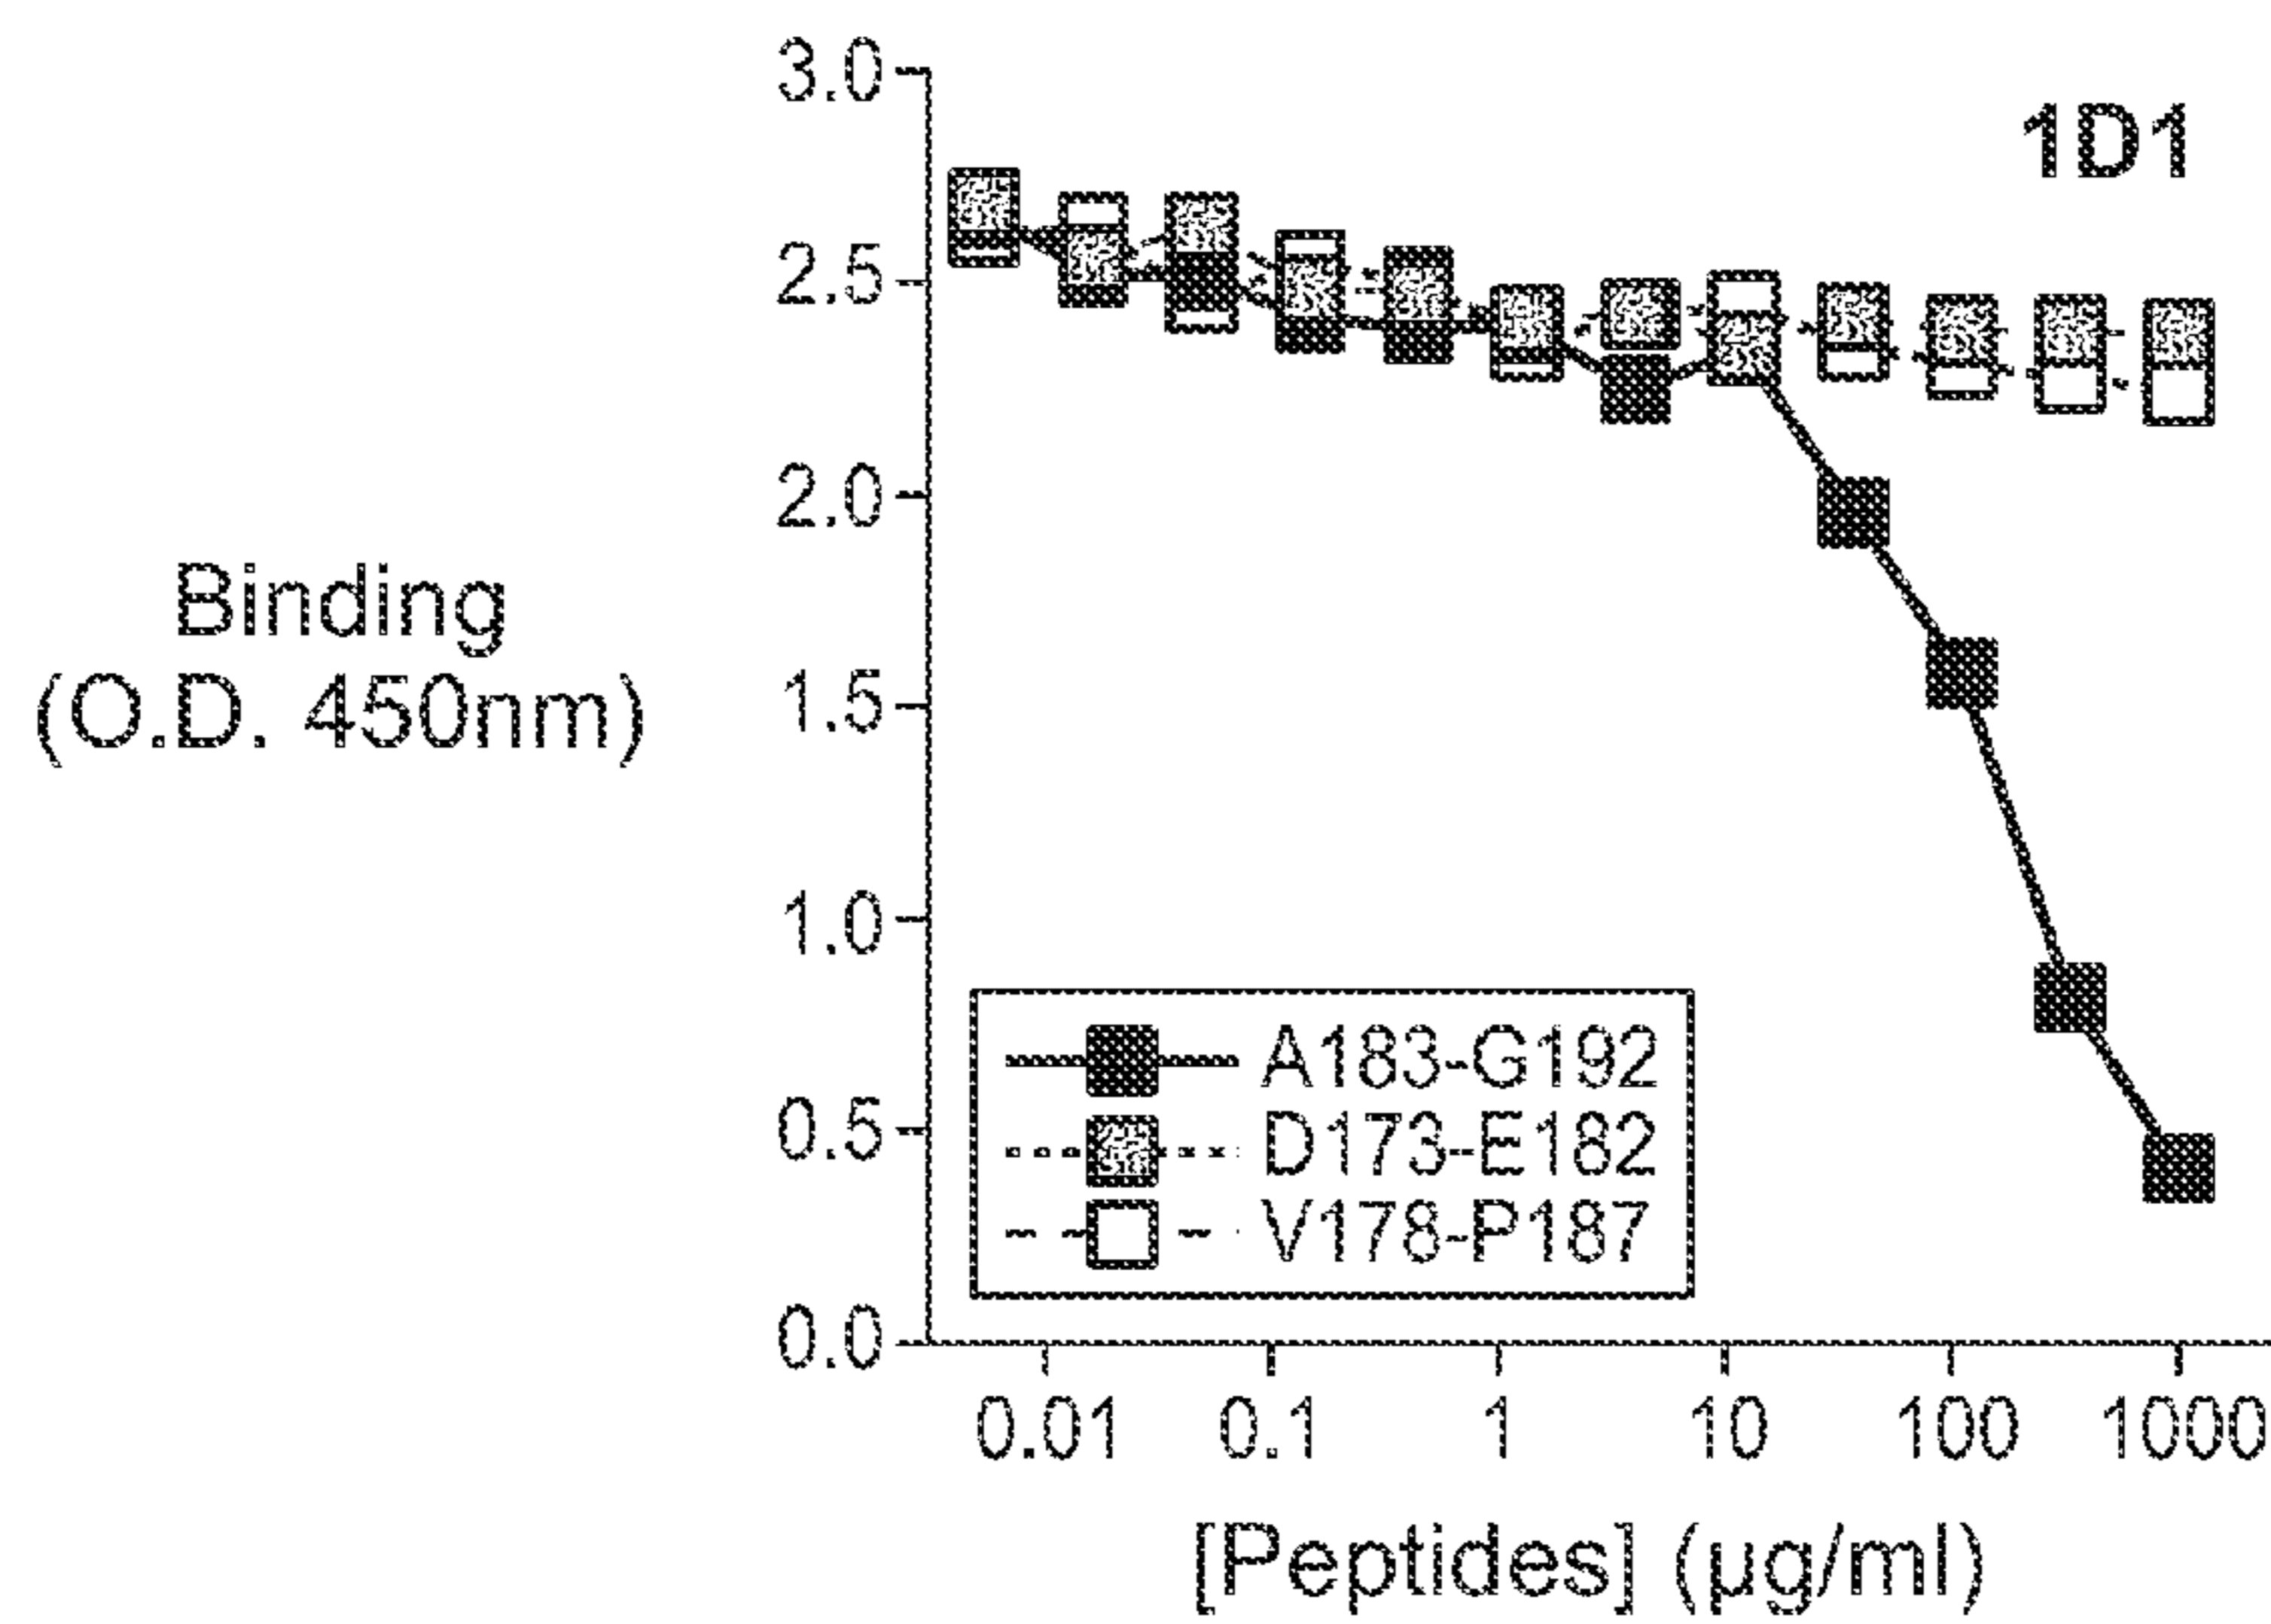 3.0
1D1
2.5
2.0
Binding
(O.D. 450nm)
1.5
1.0
A183-G192
0.5
D173-E182
V178-P187
0.0
0.01 0.1 1 10 100 1000
[Peptides] (µg/ml)